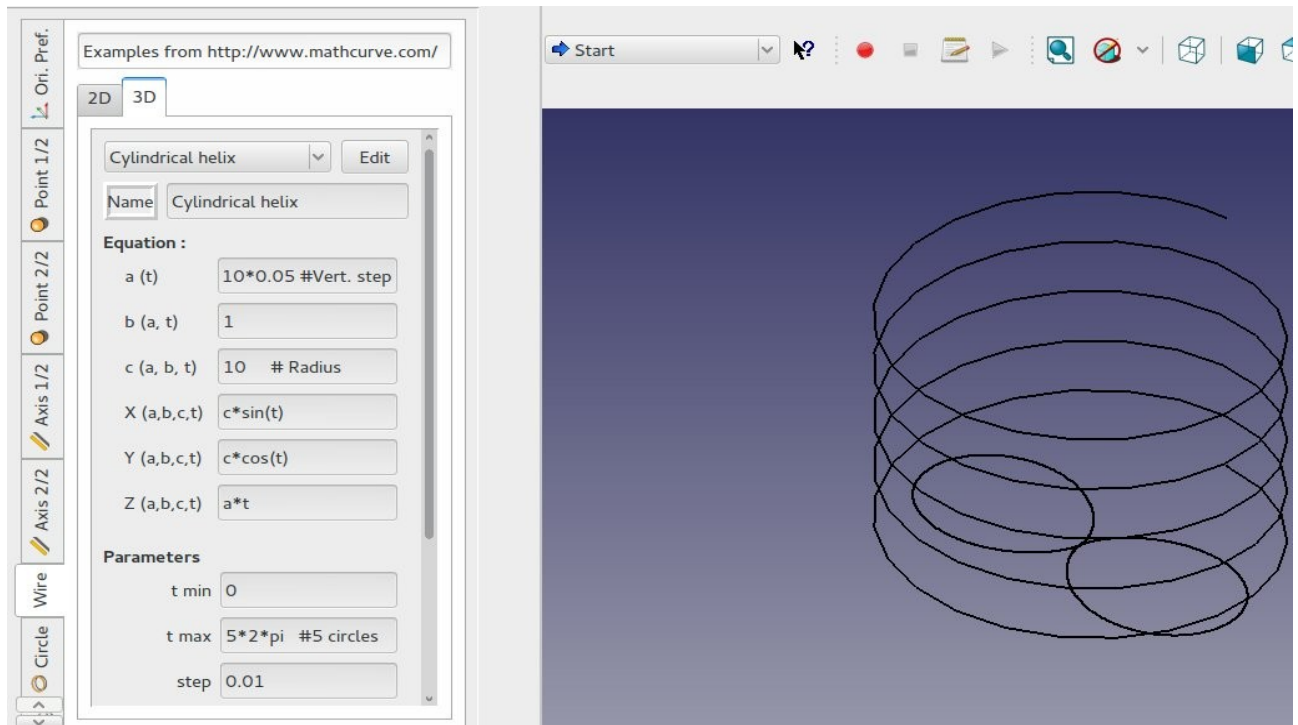 Ori. Pref.
Point 1/2
Point 2/2
Axis 1/2
Axis 2/2
Wire
Circle
Examples from http://www.mathcurve.com/
2D 3D
Cylindrical helix Edit
Name Cylindrical helix
Equation :
a (t) 10*0.05 #Vert. step
b (a, t) 1
c (a, b, t) 10 # Radius
X (a,b,c,t) c*sin(t)
Y (a,b,c,t) c*cos(t)
Z (a,b,c,t) a*t
Parameters
t min 0
t max 5*2*pi #5 circles
step 0.01
Start